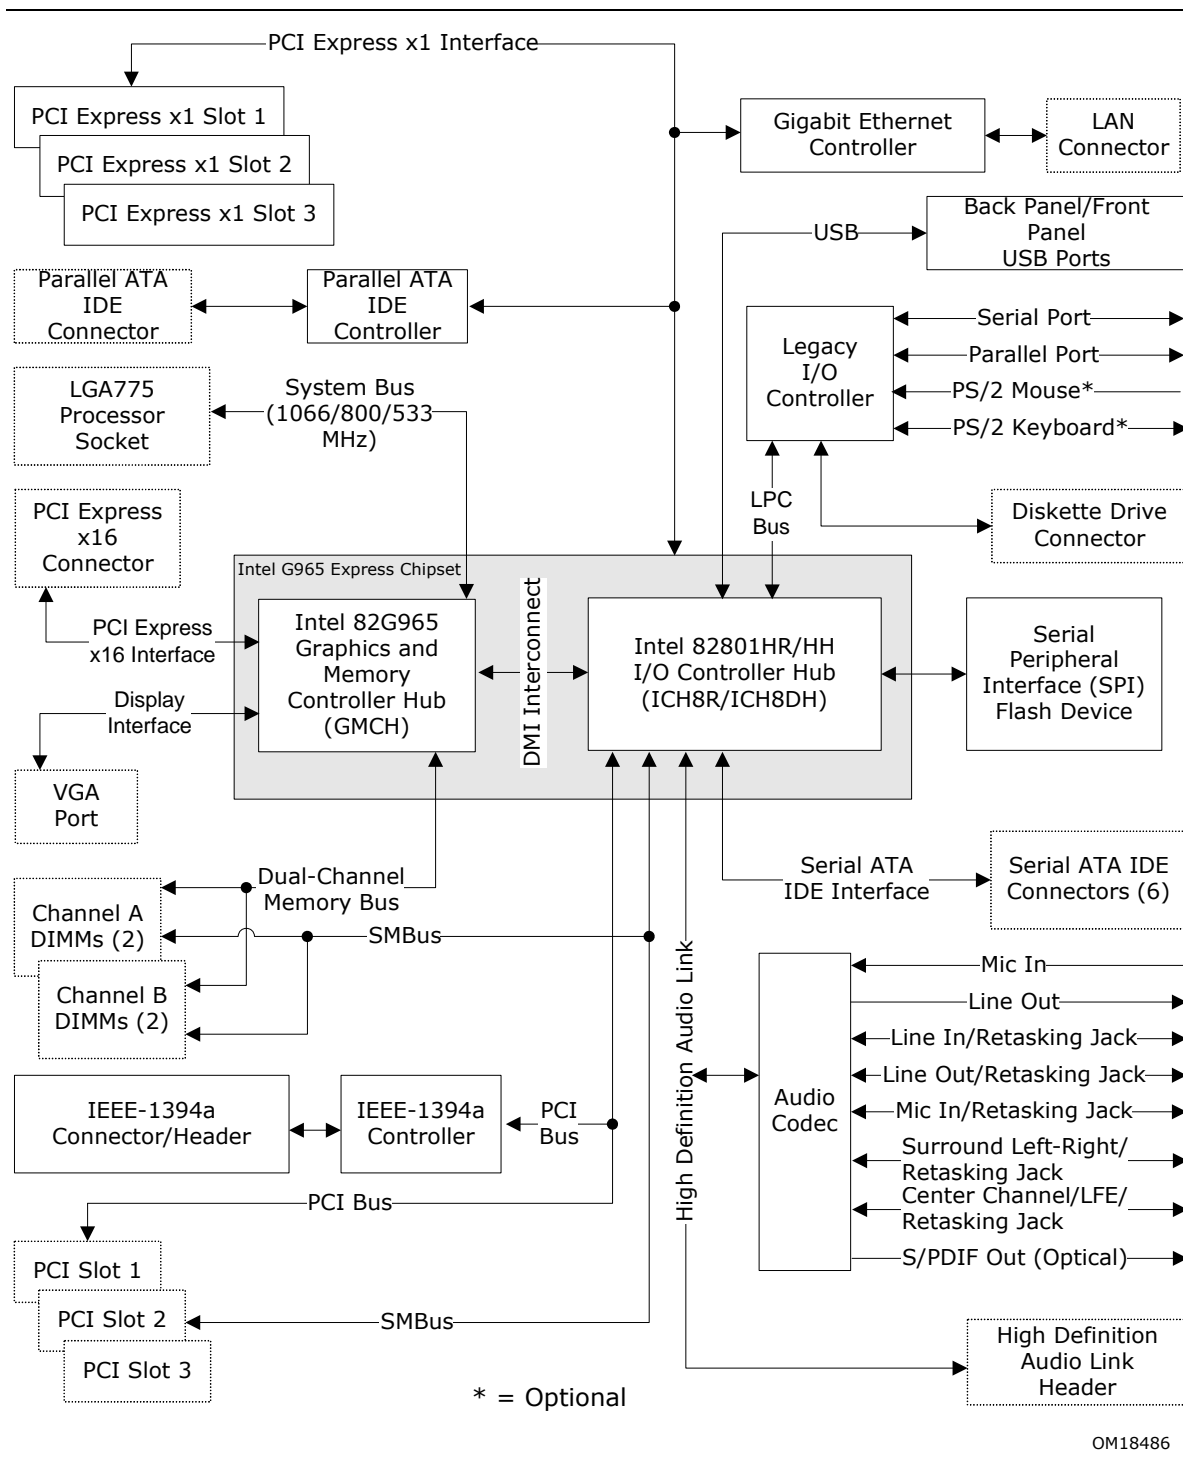 PCI Express x1 Interface
PCI Express x1 Slot 1
PCI Express x1 Slot 2
PCI Express x1 Slot 3
Gigabit Ethernet
Controller
LAN
Connector
USB
Back Panel/Front
Panel
USB Ports
Parallel ATA
IDE
Connector
Parallel ATA
IDE
Controller
Legacy
I/O
Controller
Serial Port
Parallel Port
PS/2 Mouse*
PS/2 Keyboard*
LGA775
Processor
Socket
System Bus
(1066/800/533
MHz)
LPC
Bus
Diskette Drive
Connector
PCI Express
x16
Connector
PCI Express
x16 Interface
Intel G965 Express Chipset
Intel 82G965
Graphics and
Memory
Controller Hub
(GMCH)
DMI Interconnect
Intel 82801HR/HH
I/O Controller Hub
(ICH8R/ICH8DH)
Serial
Peripheral
Interface (SPI)
Flash Device
Display
Interface
VGA
Port
Dual-Channel
Memory Bus
Serial ATA
IDE Interface
Serial ATA IDE
Connectors (6)
Channel A
DIMMs (2)
SMBus
Channel B
DIMMs (2)
High Definition Audio Link
Audio
Codec
Mic In
Line Out
Line In/Retasking Jack
Line Out/Retasking Jack
Mic In/Retasking Jack
Surround Left-Right/
Retasking Jack
Center Channel/LFE/
Retasking Jack
S/PDIF Out (Optical)
IEEE-1394a
Connector/Header
IEEE-1394a
Controller
PCI
Bus
PCI Bus
PCI Slot 1
PCI Slot 2
PCI Slot 3
SMBus
High Definition
Audio Link
Header
* = Optional
OM18486